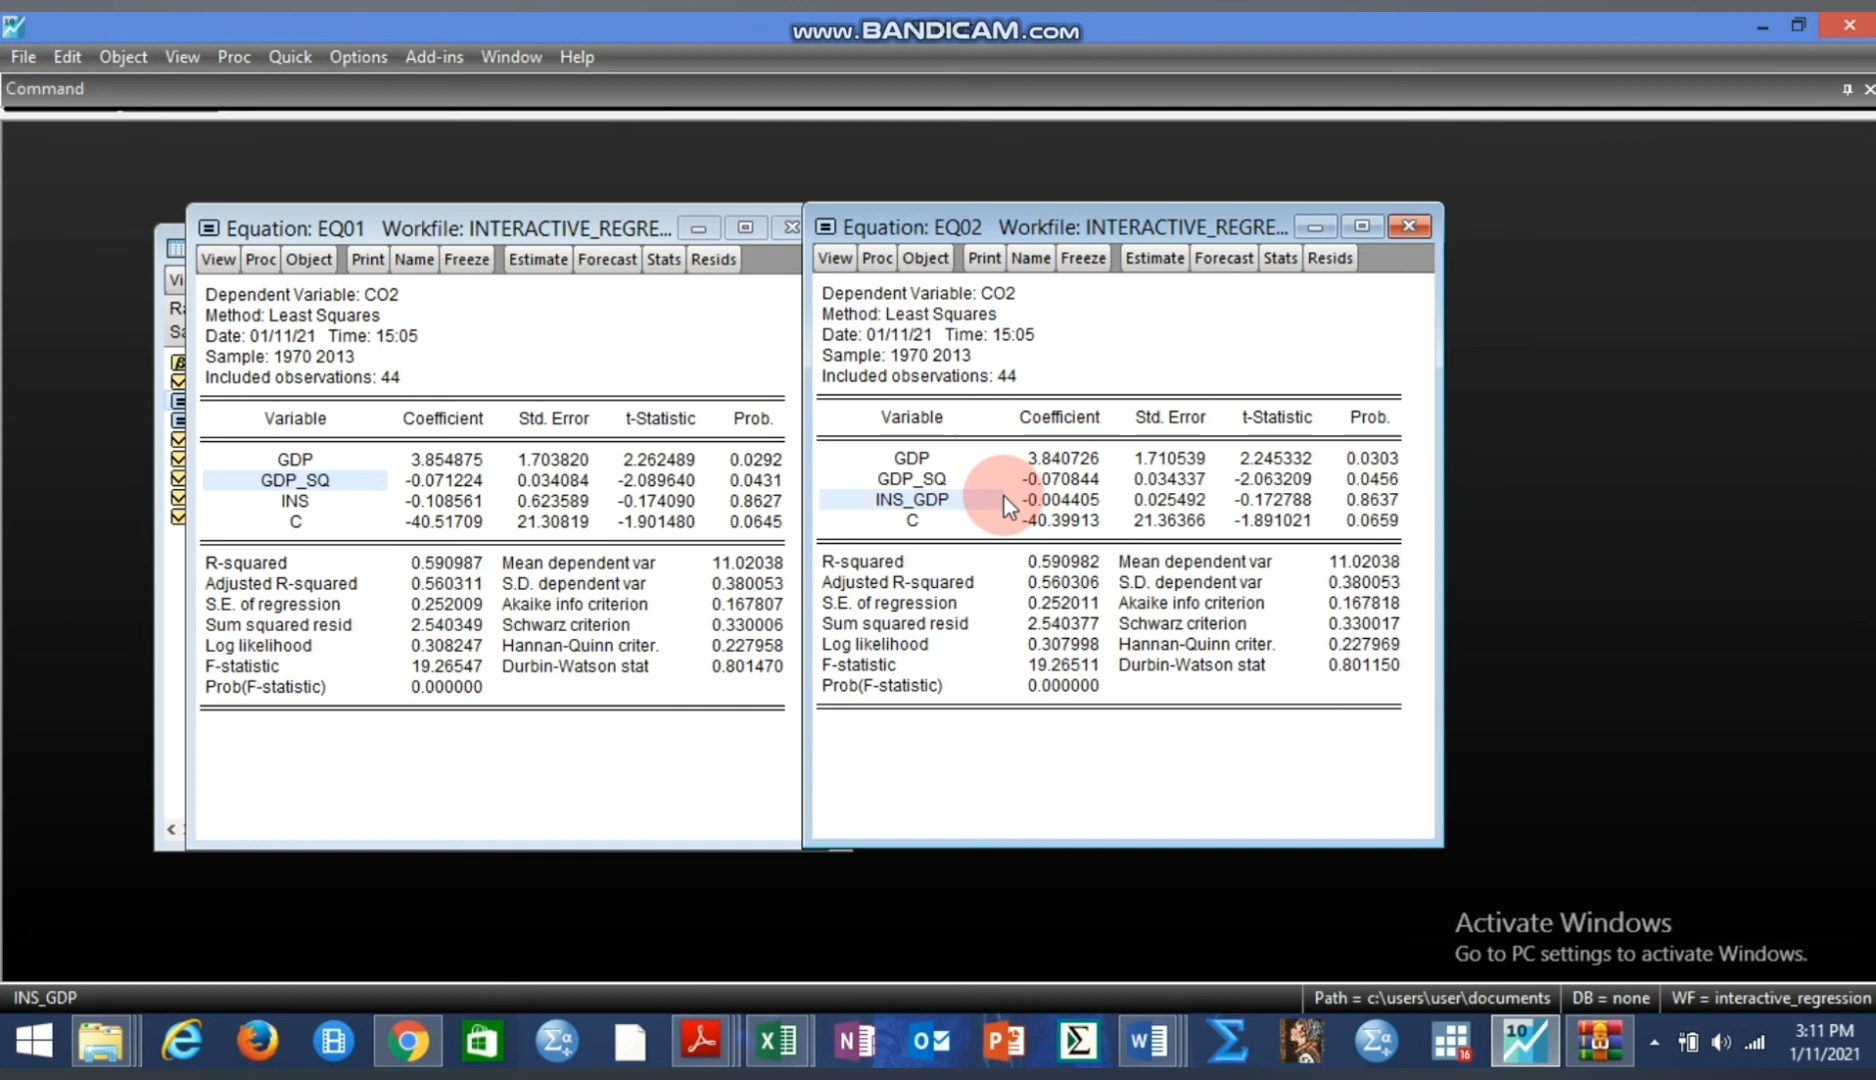 www.BANDICAM.com
File Edit Object View Proc Quick Options Add-ins Window Help
Command
Equation: EQ01 Workfile: INTERACTIVE_REGRE...
View Proc Object Print Name Freeze Estimate Forecast Stats Resids
Dependent Variable: CO2
Method: Least Squares
Date: 01/11/21 Time: 15:05
Sample: 1970 2013
Included observations: 44
Variable Coefficient Std. Error t-Statistic Prob.
GDP 3.854875 1.703820 2.262489 0.0292
GDP_SQ -0.071224 0.034084 -2.089640 0.0431
INS -0.108561 0.623589 -0.174090 0.8627
C -40.51709 21.30819 -1.901480 0.0645
R-squared 0.590987 Mean dependent var 11.02038
Adjusted R-squared 0.560311 S.D. dependent var 0.380053
S.E. of regression 0.252009 Akaike info criterion 0.167807
Sum squared resid 2.540349 Schwarz criterion 0.330006
Log likelihood 0.308247 Hannan-Quinn criter. 0.227958
F-statistic 19.26547 Durbin-Watson stat 0.801470
Prob(F-statistic) 0.000000
Equation: EQ02 Workfile: INTERACTIVE_REGRE...
View Proc Object Print Name Freeze Estimate Forecast Stats Resids
Dependent Variable: CO2
Method: Least Squares
Date: 01/11/21 Time: 15:05
Sample: 1970 2013
Included observations: 44
Variable Coefficient Std. Error t-Statistic Prob.
GDP 3.840726 1.710539 2.245332 0.0303
GDP_SQ -0.070844 0.034337 -2.063209 0.0456
INS_GDP -0.004405 0.025492 -0.172788 0.8637
C -40.39913 21.36366 -1.891021 0.0659
R-squared 0.590982 Mean dependent var 11.02038
Adjusted R-squared 0.560306 S.D. dependent var 0.380053
S.E. of regression 0.252011 Akaike info criterion 0.167818
Sum squared resid 2.540377 Schwarz criterion 0.330017
Log likelihood 0.307998 Hannan-Quinn criter. 0.227969
F-statistic 19.26511 Durbin-Watson stat 0.801150
Prob(F-statistic) 0.000000
Activate Windows
Go to PC settings to activate Windows.
INS_GDP Path = c:\users\user\documents DB = none WF = interactive_regression
3:11 PM
1/11/2021